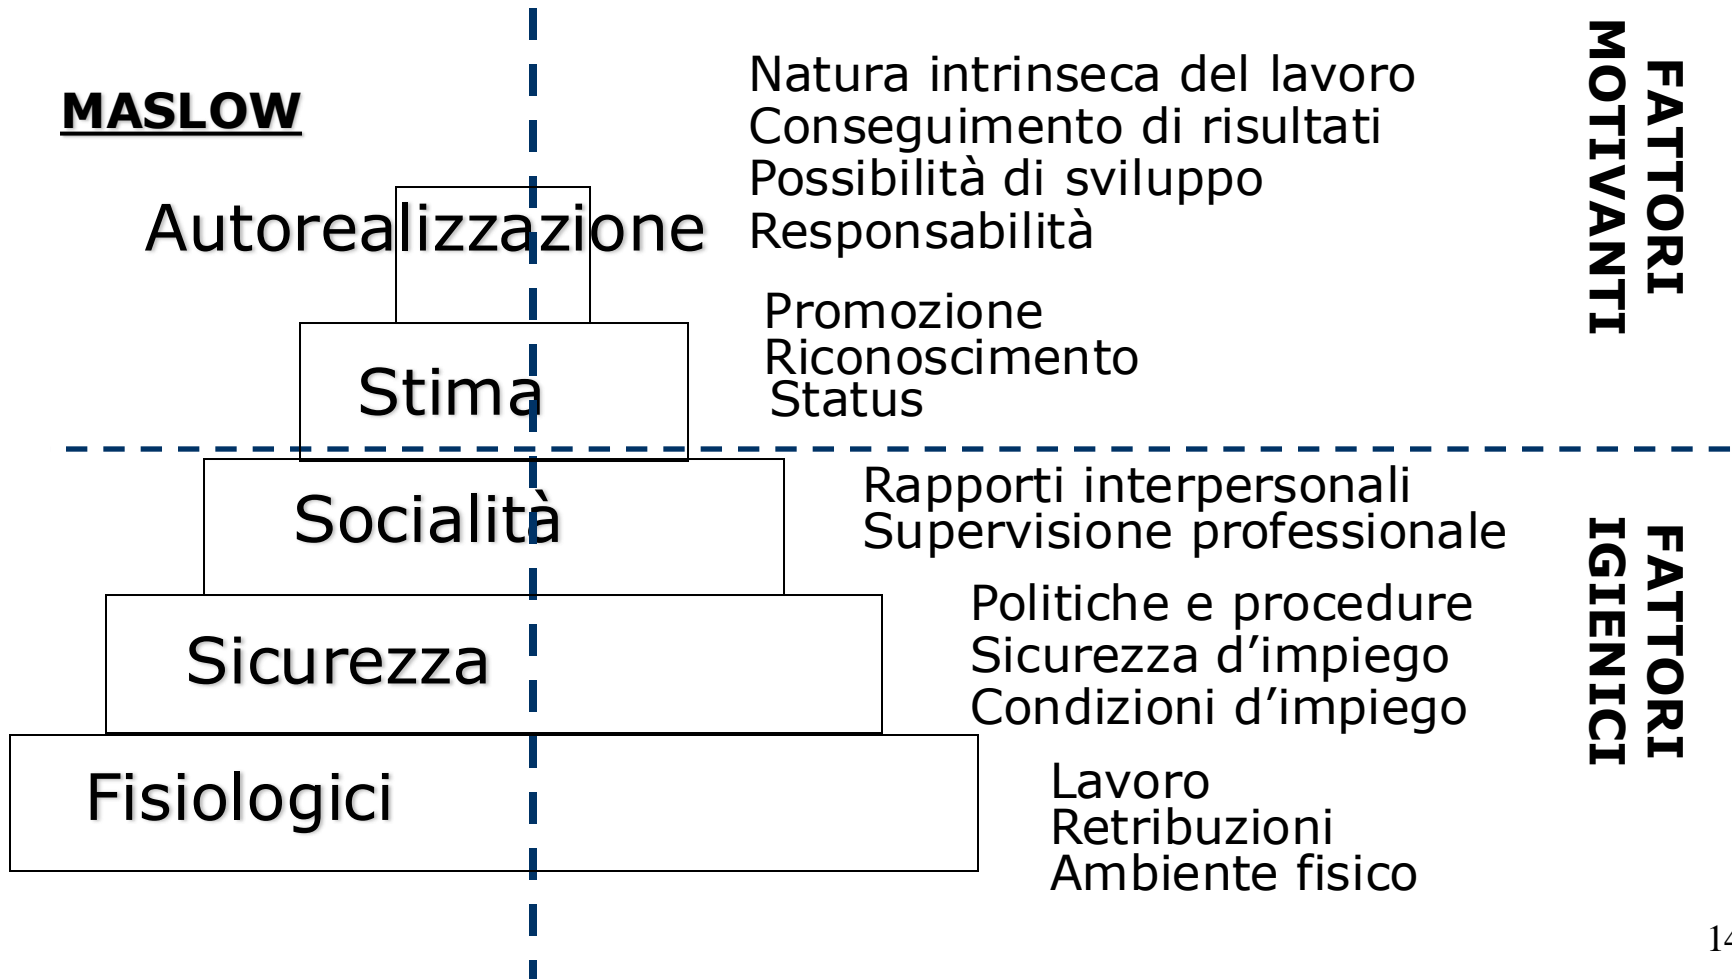 MASLOW
Natura intrinseca del lavoro
Conseguimento di risultati
Possibilità di sviluppo
Responsabilità
Autorealizzazione
Promozione
Riconoscimento
Status
Stima
FATTORI
MOTIVANTI
Rapporti interpersonali
Supervisione professionale
Socialità
Politiche e procedure
Sicurezza d’impiego
Condizioni d’impiego
Sicurezza
Lavoro
Retribuzioni
Ambiente fisico
Fisiologici
FATTORI
IGIENICI
14